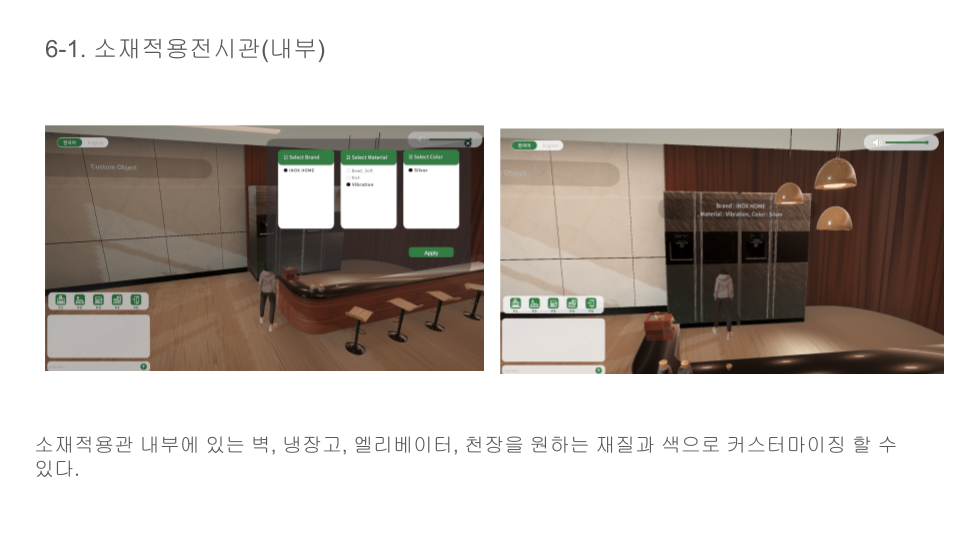 6-1. 소재적용전시관(내부)
한국어 English
Custom Object
1) Select Brand
INOX HOME
2) Select Material
Bead_Soft
Vibration
3) Select Color
Silver
Apply
한국어 English
Object
Brand : INOX HOME
Material : Vibration, Color : Silver
소재적용관 내부에 있는 벽, 냉장고, 엘리베이터, 천장을 원하는 재질과 색으로 커스터마이징 할 수
있다.